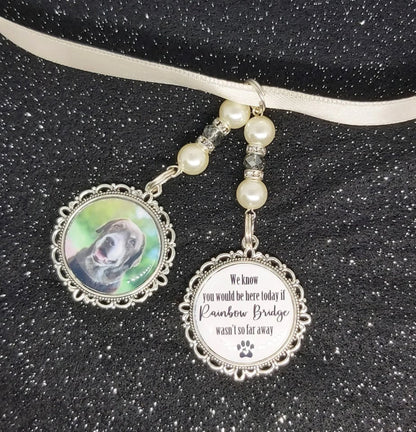 We know
you would be here today if
Rainbow Bridge
wasn't so far away